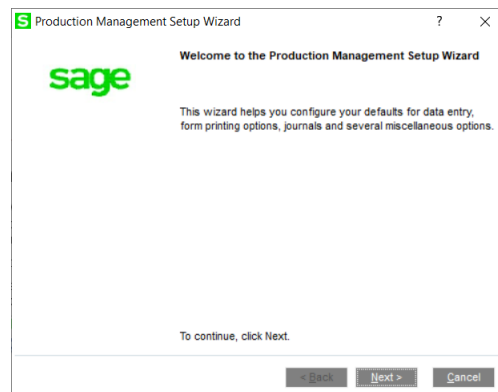 S Production Management Setup Wizard ? ×
sage
Welcome to the Production Management Setup Wizard
This wizard helps you configure your defaults for data entry,
form printing options, journals and several miscellaneous options.
To continue, click Next.
< Back Next > Cancel